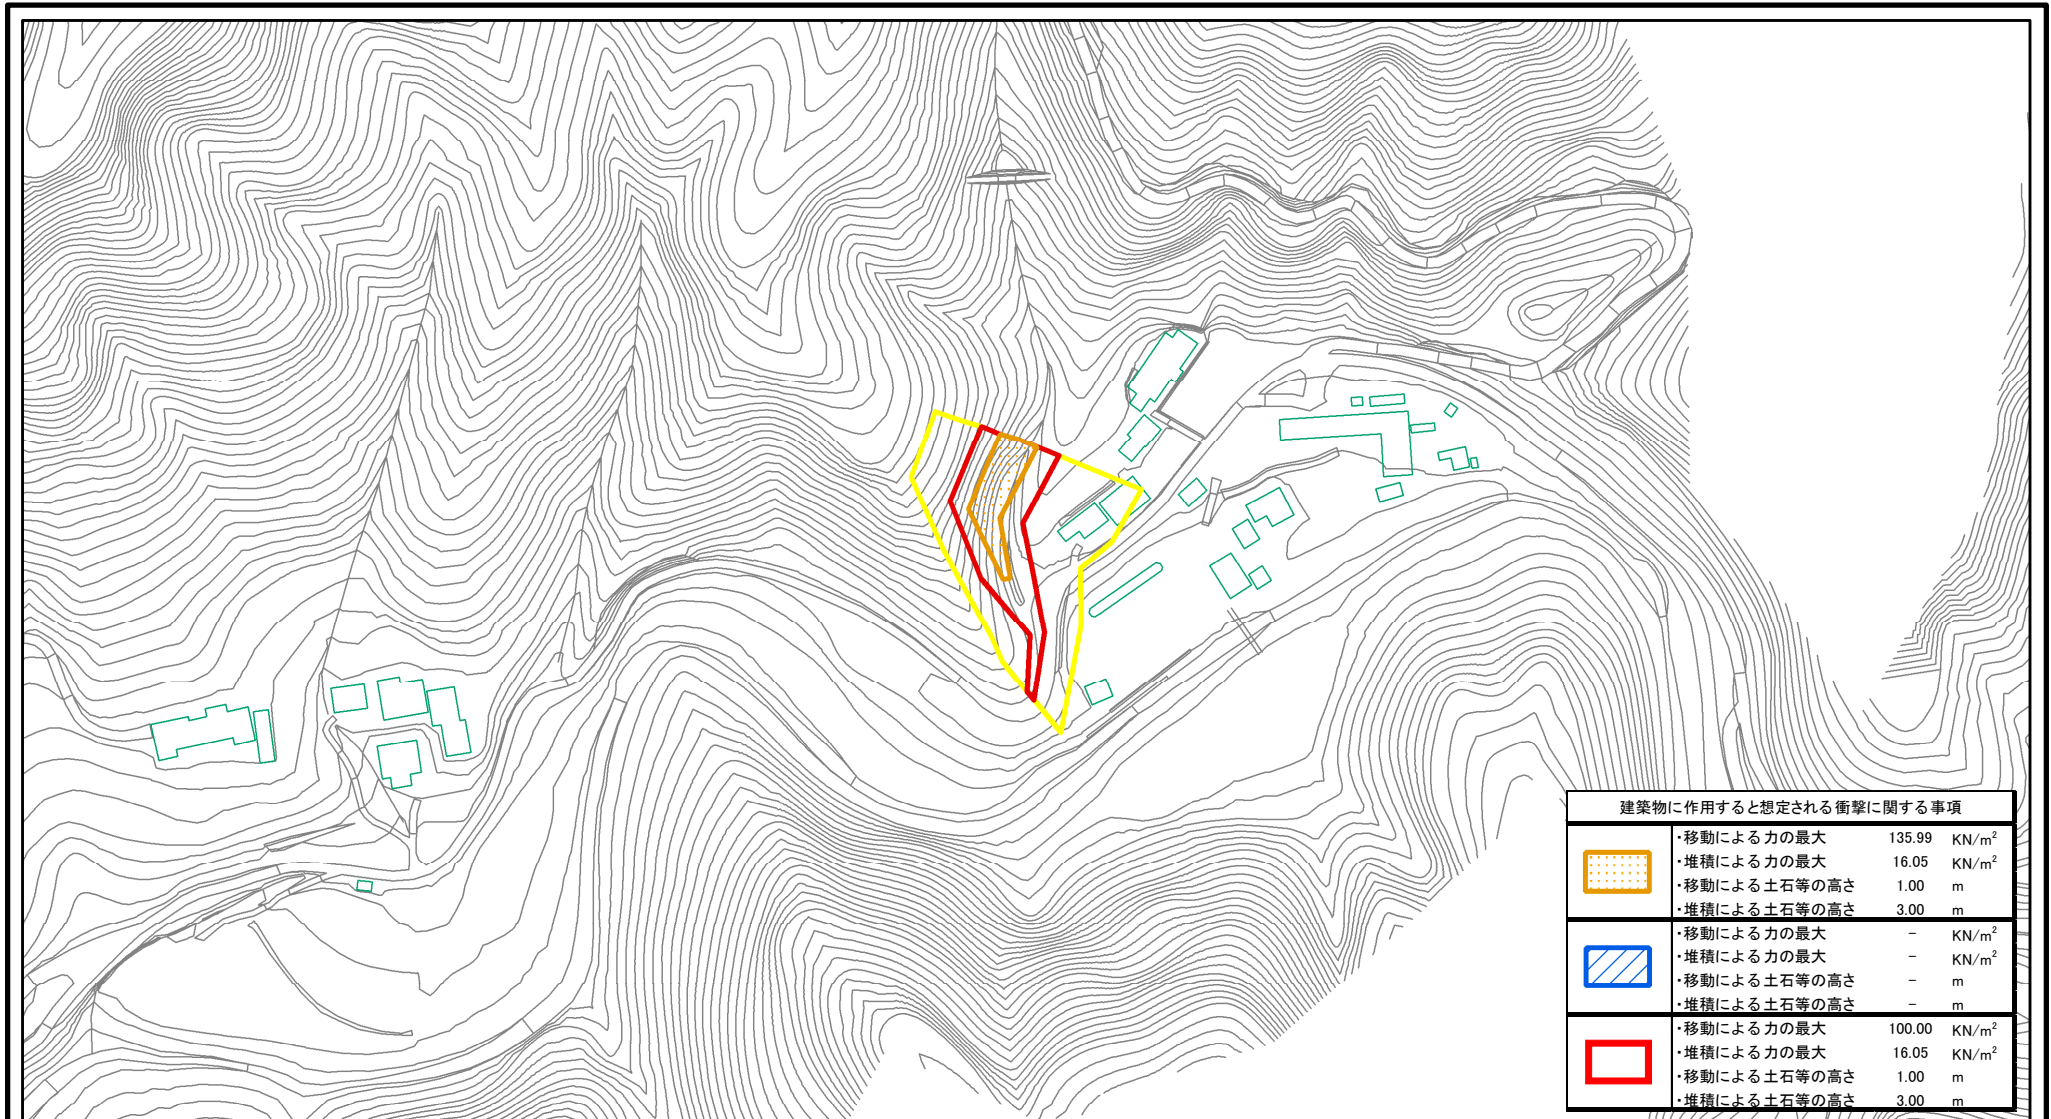 建築物に作用すると想定される衝撃に関する事項
・移動による力の最大 135.99 KN/m²
・堆積による力の最大 16.05 KN/m²
・移動による土石等の高さ 1.00 m
・堆積による土石等の高さ 3.00 m
・移動による力の最大 － KN/m²
・堆積による力の最大 － KN/m²
・移動による土石等の高さ － m
・堆積による土石等の高さ － m
・移動による力の最大 100.00 KN/m²
・堆積による力の最大 16.05 KN/m²
・移動による土石等の高さ 1.00 m
・堆積による土石等の高さ 3.00 m